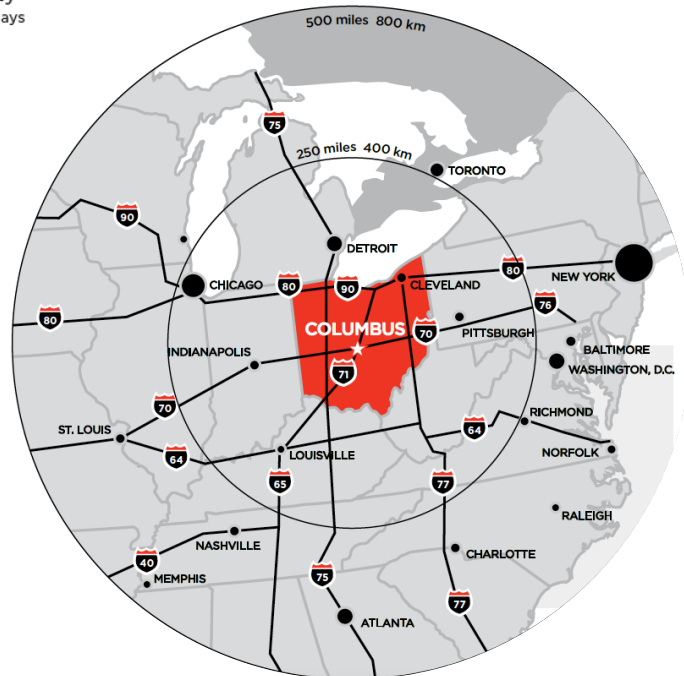 ays
500 miles 800 km
75
250 miles 400 km
TORONTO
90
DETROIT
CHICAGO
80
90
CLEVELAND
80
NEW YORK
80
76
COLUMBUS
70
PITTSBURGH
INDIANAPOLIS
BALTIMORE
WASHINGTON, D.C.
71
70
RICHMOND
ST. LOUIS
64
64
LOUISVILLE
NORFOLK
65
77
RALEIGH
NASHVILLE
CHARLOTTE
40
MEMPHIS
75
77
ATLANTA